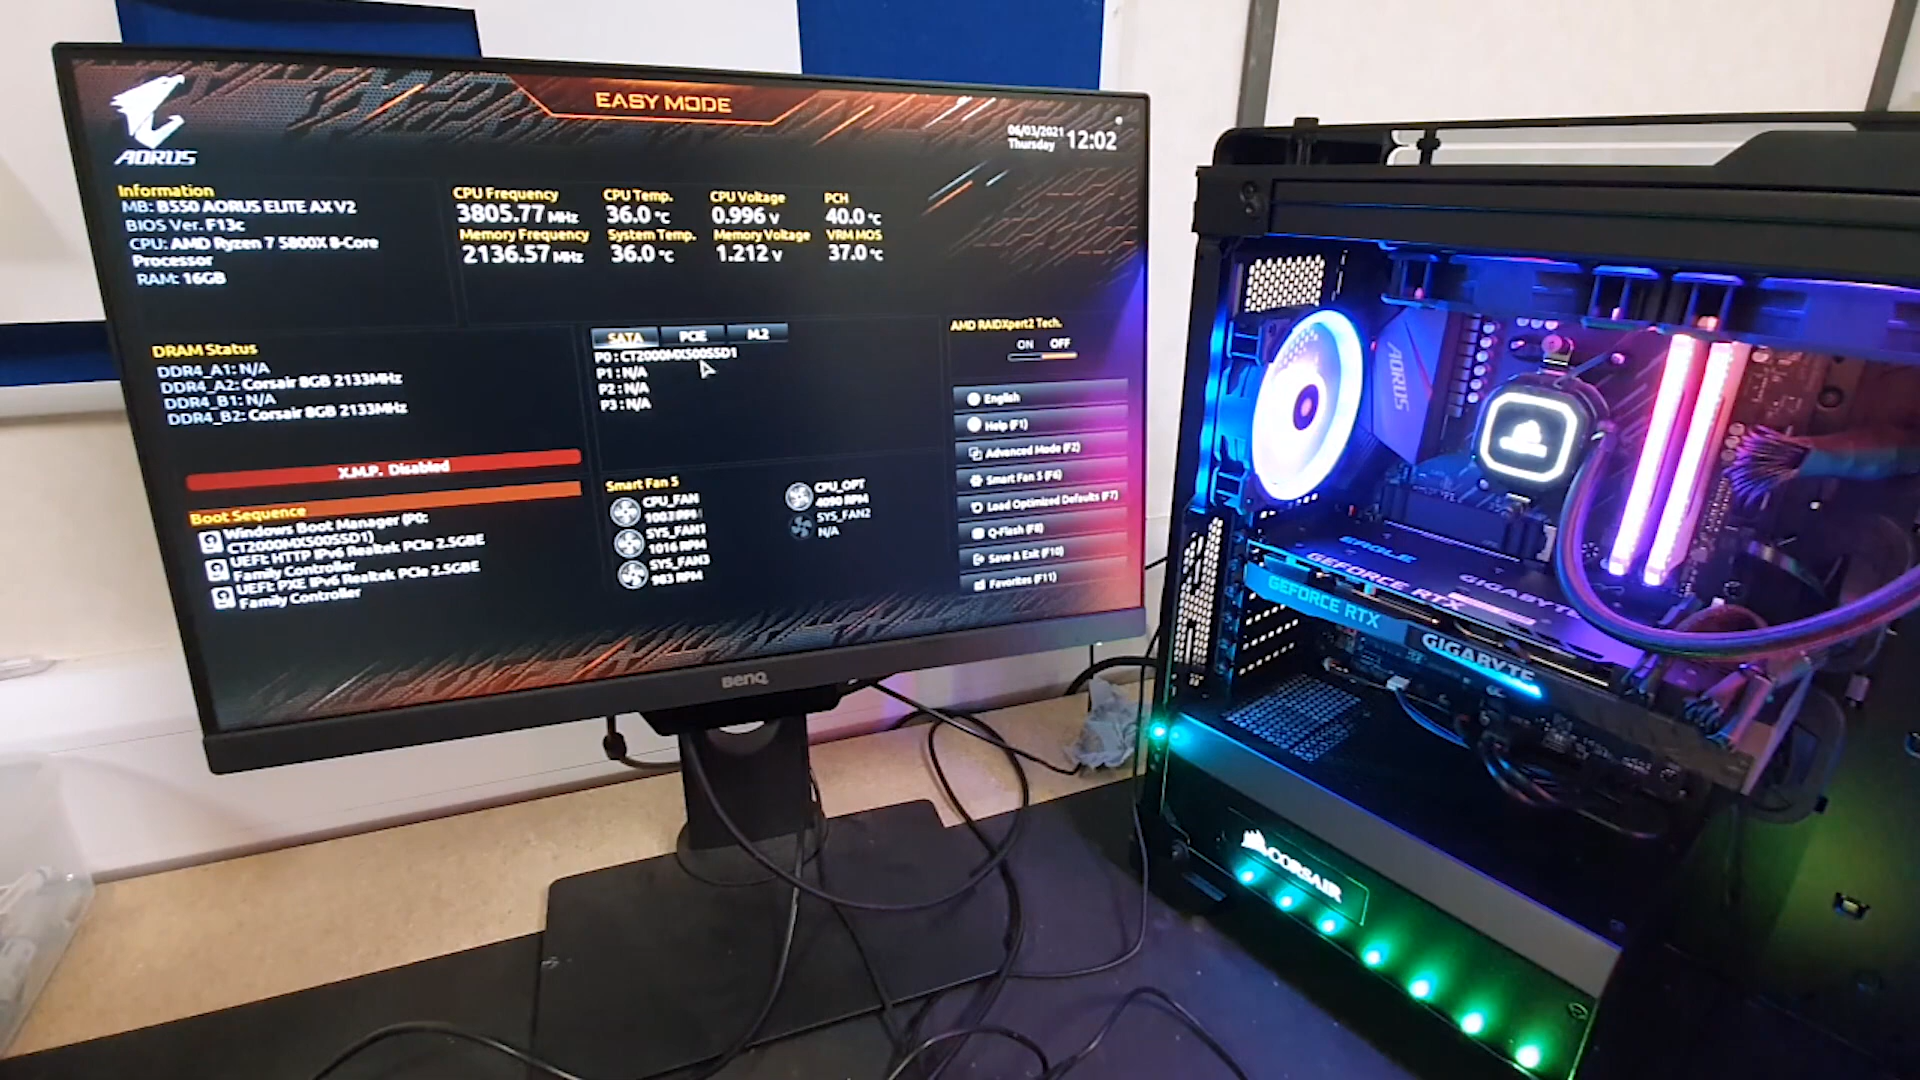 EASY MODE
AORUS
06/03/2021
Thursday
12:02
Information
MB: B550 AORUS ELITE AX V2
BIOS Ver. F13c
CPU: AMD Ryzen 7 5800X 8-Core
Processor
RAM: 16GB
CPU Frequency
3805.77 MHz
CPU Temp.
36.0 °C
CPU Voltage
0.996 V
PCH
40.0 °C
Memory Frequency
2136.57 MHz
System Temp.
36.0 °C
Memory Voltage
1.212 V
VRM MOS
37.0 °C
DRAM Status
DDR4_A1: N/A
DDR4_A2: Corsair 8GB 2133MHz
DDR4_B1: N/A
DDR4_B2: Corsair 8GB 2133MHz
X.M.P. Disabled
Boot Sequence
Windows Boot Manager (P0:
CT2000MX500SSD1)
UEFI: HTTP IPv6 Realtek PCIe 2.5GBE
Family Controller
UEFI: PXE IPv6 Realtek PCIe 2.5GBE
Family Controller
SATA
PCIE
M.2
P0 : CT2000MX500SSD1
P1 : N/A
P2 : N/A
P3 : N/A
Smart Fan 5
CPU_FAN
RPM
SYS_FAN1
1016 RPM
SYS_FAN3
983 RPM
CPU_OPT
4090 RPM
SYS_FAN2
N/A
AMD RAIDXpert2 Tech.
ON OFF
English
Help (F1)
Advanced Mode (F2)
Smart Fan 5 (F6)
Load Optimized Defaults (F7)
Q-Flash (F8)
Save & Exit (F10)
Favorites (F11)
BenQ
AORUS
EAGLE
GEFORCE RTX
GIGABYTE
GEFORCE RTX
GIGABYTE
CORSAIR